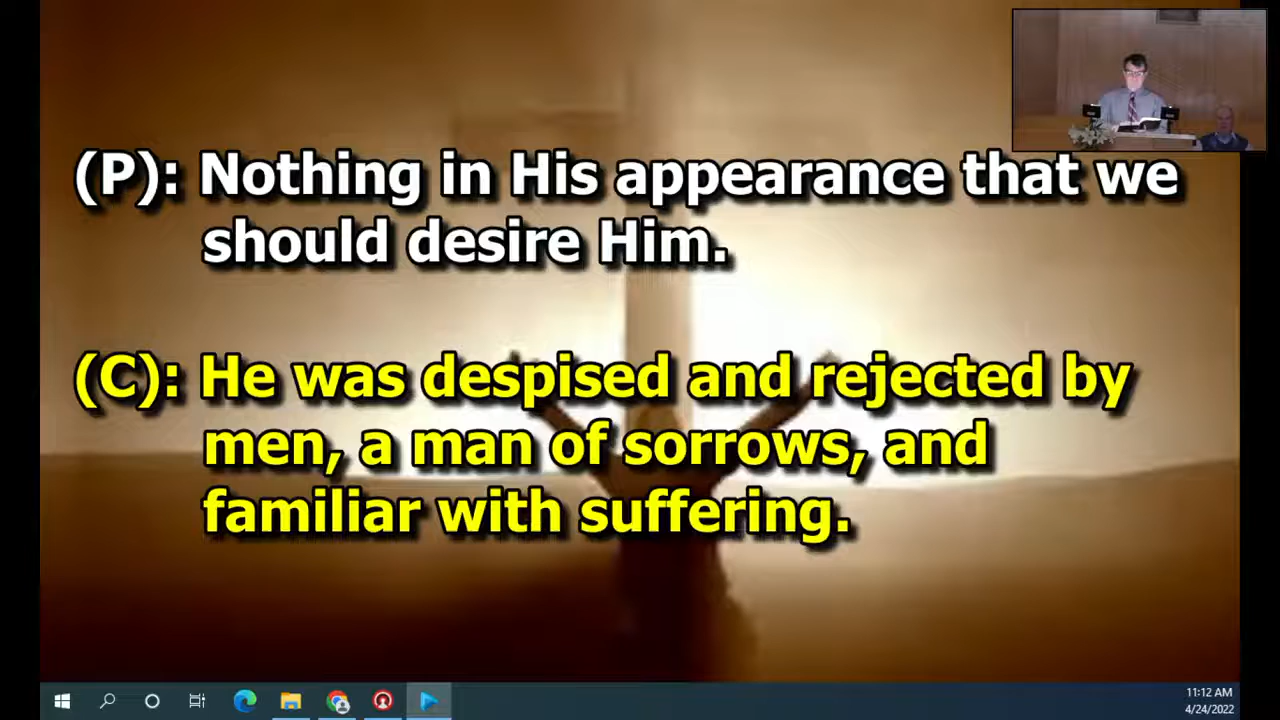 (P): Nothing in His appearance that we
should desire Him.
(C): He was despised and rejected by
men, a man of sorrows, and
familiar with suffering.
11:12 AM
4/24/2022